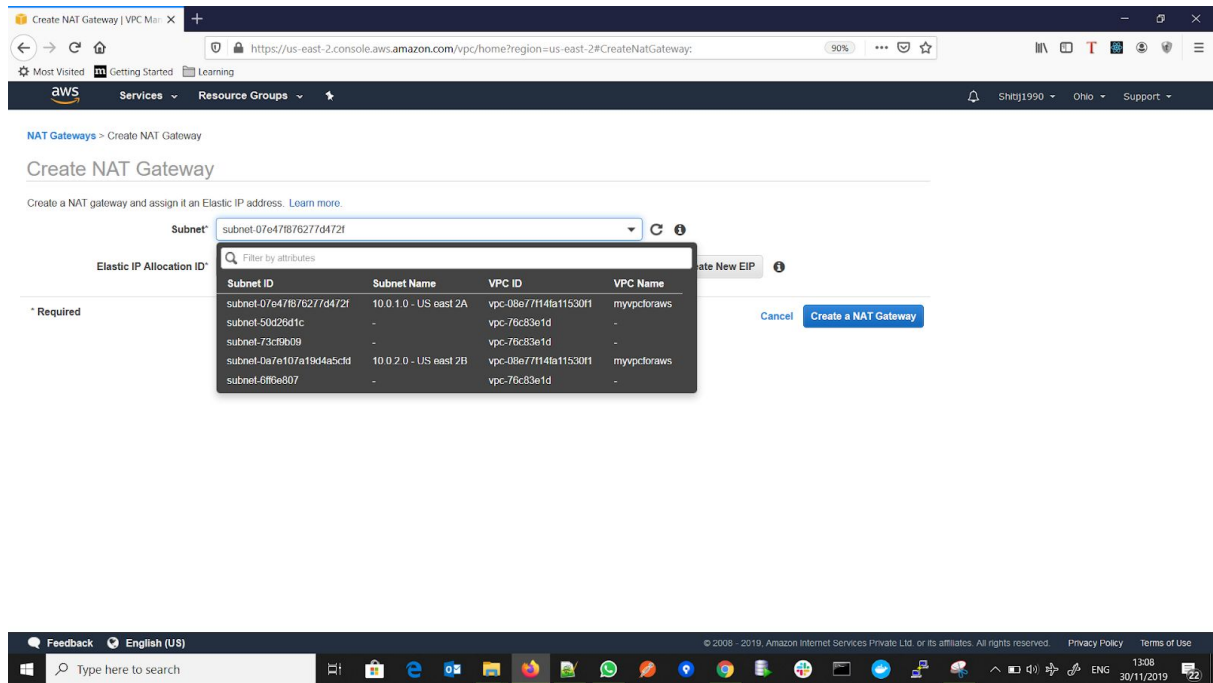 Create NAT Gateway | VPC Man
https://us-east-2.console.aws.amazon.com/vpc/home?region=us-east-2#CreateNatGateway:
90%
Most Visited
Getting Started
Learning
aws
Services
Resource Groups
Shitij1990
Ohio
Support
NAT Gateways > Create NAT Gateway
Create NAT Gateway
Create a NAT gateway and assign it an Elastic IP address. Learn more.
Subnet*
subnet-07e47f876277d472f
Filter by attributes
Elastic IP Allocation ID*
ate New EIP
Subnet ID Subnet Name VPC ID VPC Name
subnet-07e47f876277d472f 10.0.1.0 - US east 2A vpc-08e77f14fa11530f1 myvpcforaws
subnet-50d26d1c - vpc-76c83e1d -
subnet-73cf9b09 - vpc-76c83e1d -
subnet-0a7e107a19d4a5cfd 10.0.2.0 - US east 2B vpc-08e77f14fa11530f1 myvpcforaws
subnet-6ff6e807 - vpc-76c83e1d -
* Required
Cancel
Create a NAT Gateway
Feedback
English (US)
© 2008 - 2019, Amazon Internet Services Private Ltd. or its affiliates. All rights reserved.
Privacy Policy
Terms of Use
Type here to search
ENG
13:08
30/11/2019
22